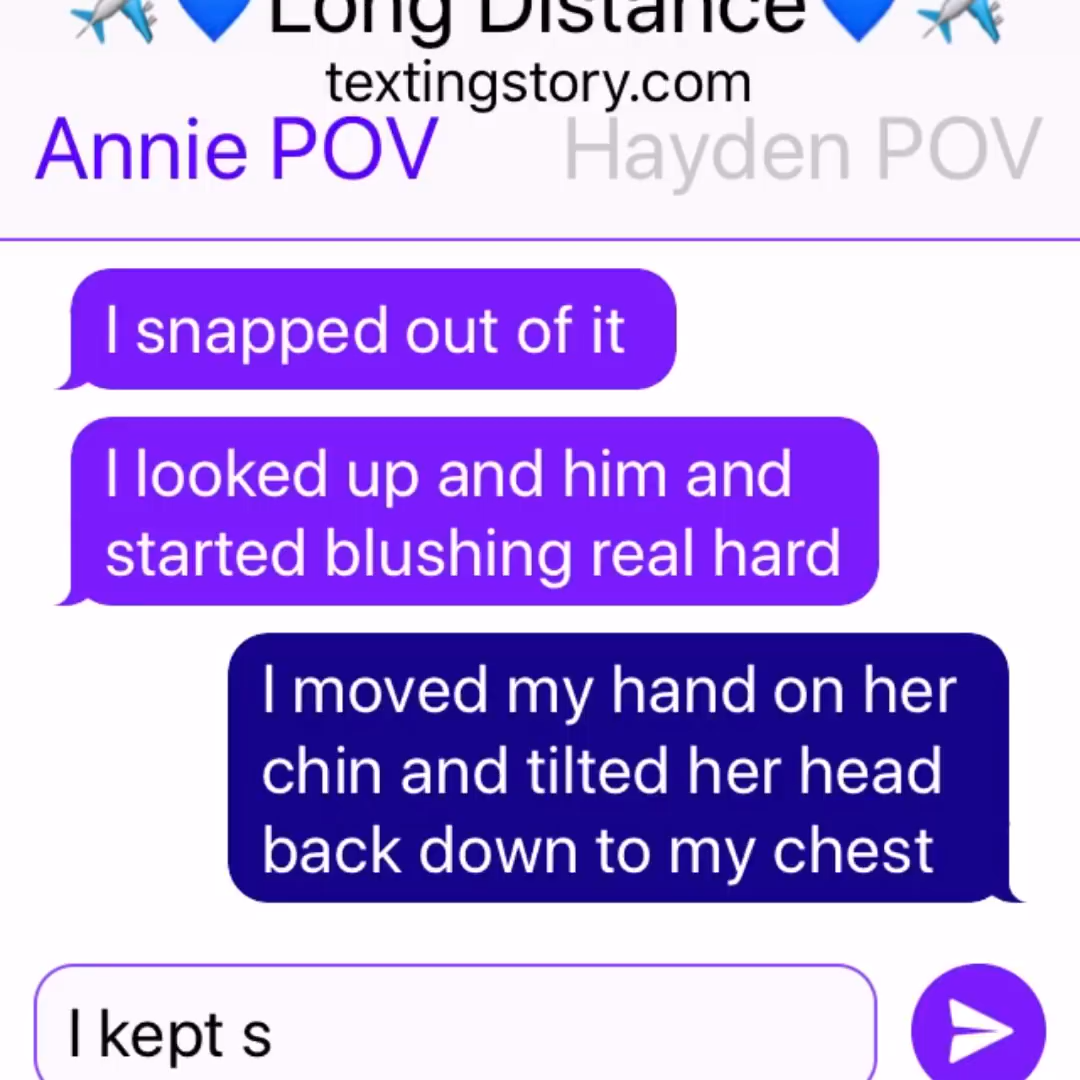 ✈️💙Long Distance💙✈️
textingstory.com
Annie POV Hayden POV
I snapped out of it
I looked up and him and
started blushing real hard
I moved my hand on her
chin and tilted her head
back down to my chest
I kept s